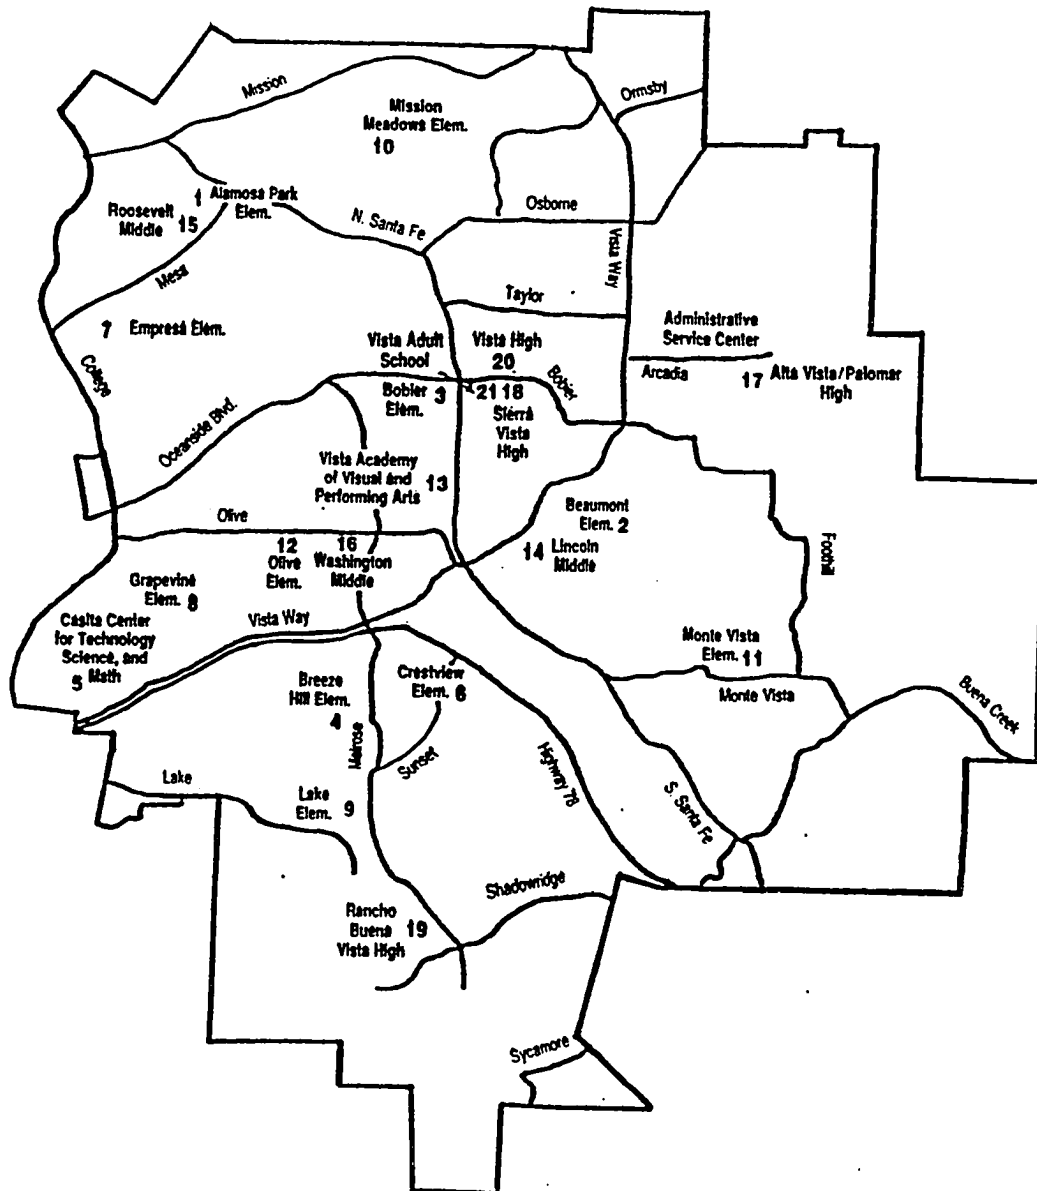 Mission
Ormsby
Mission
Meadows Elem.
10
1 Alamosa Park
Elem.
Roosevelt
Middle 15
Osborne
N. Santa Fe
Vista Way
Mesa
Taylor
7 Empresa Elem.
Administrative
Service Center
Vista Adult
School
Vista High
20
College
Arcadia
17 Alta Vista/Palomar
High
Bobier
Bobier
Elem. 3
21 18
Sierra
Vista
High
Oceanside Blvd.
Vista Academy
of Visual and
Performing Arts 13
Beaumont
Elem. 2
Olive
12
Olive
Elem.
16
Washington
Middle
14 Lincoln
Middle
Foothill
Grapevine
Elem. 8
Vista Way
Casita Center
for Technology
Science, and
5 Math
Monte Vista
Elem. 11
Crestview
Elem. 6
Breeze
Hill Elem.
4
Monte Vista
Buena Creek
Melrose
Sunset
Highway 78
Lake
Lake
Elem. 9
S. Santa Fe
Shadowridge
Rancho
Buena 19
Vista High
Sycamore